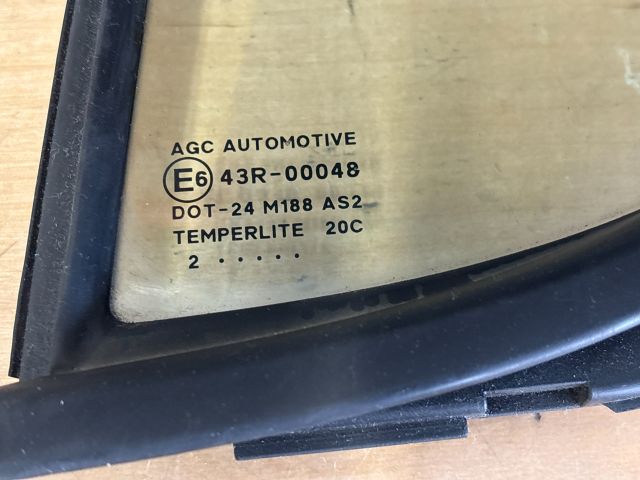 AGC AUTOMOTIVE
E6 43R-00048
DOT-24 M188 AS2
TEMPERLITE 20C
2 . . . . .